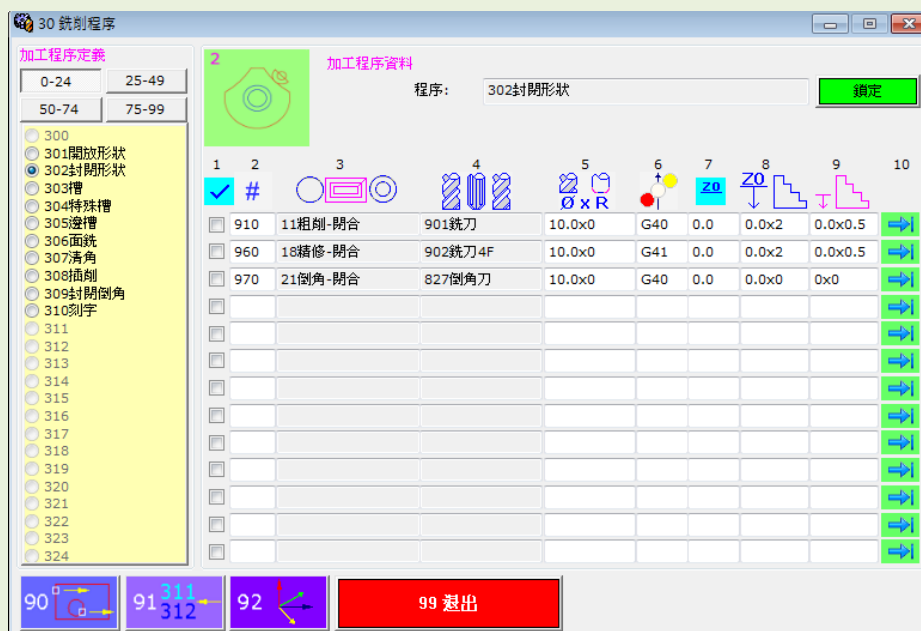 30 銑削程序
加工程序定義
0-24 25-49
50-74 75-99
300
301開放形狀
302封閉形狀
303槽
304特殊槽
305邊槽
306面銑
307清角
308插削
309封閉倒角
310刻字
311
312
313
314
315
316
317
318
319
320
321
322
323
324
2
加工程序資料
程序: 302封閉形狀 鎖定
1 2 3 4 5 6 7 8 9 10
# Ø x R Z0 Z0
910 11粗削-閉合 901銑刀 10.0x0 G40 0.0 0.0x2 0.0x0.5
960 18精修-閉合 902銑刀4F 10.0x0 G41 0.0 0.0x2 0.0x0.5
970 21倒角-閉合 827倒角刀 10.0x0 G40 0.0 0.0x0 0x0
90 91 311 312 92 99 退出